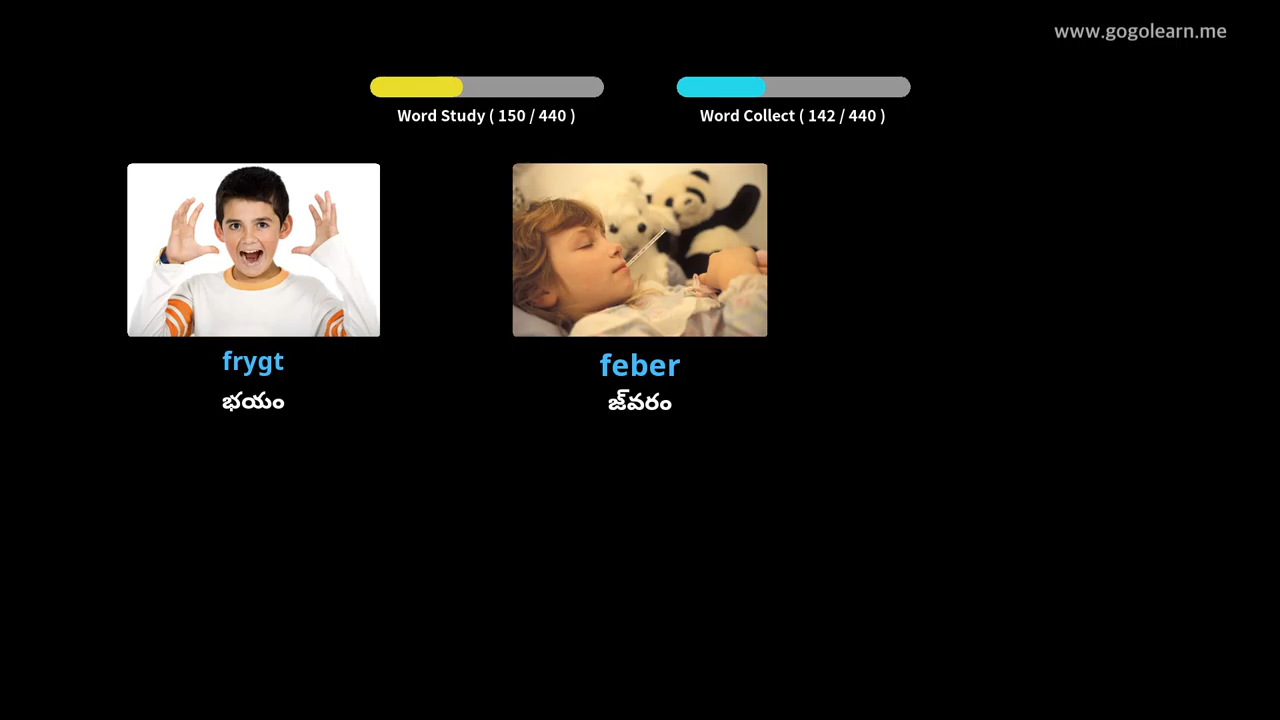 www.gogolearn.me
Word Study ( 150 / 440 )
Word Collect ( 142 / 440 )
frygt
భయం
feber
జ్‌వరం